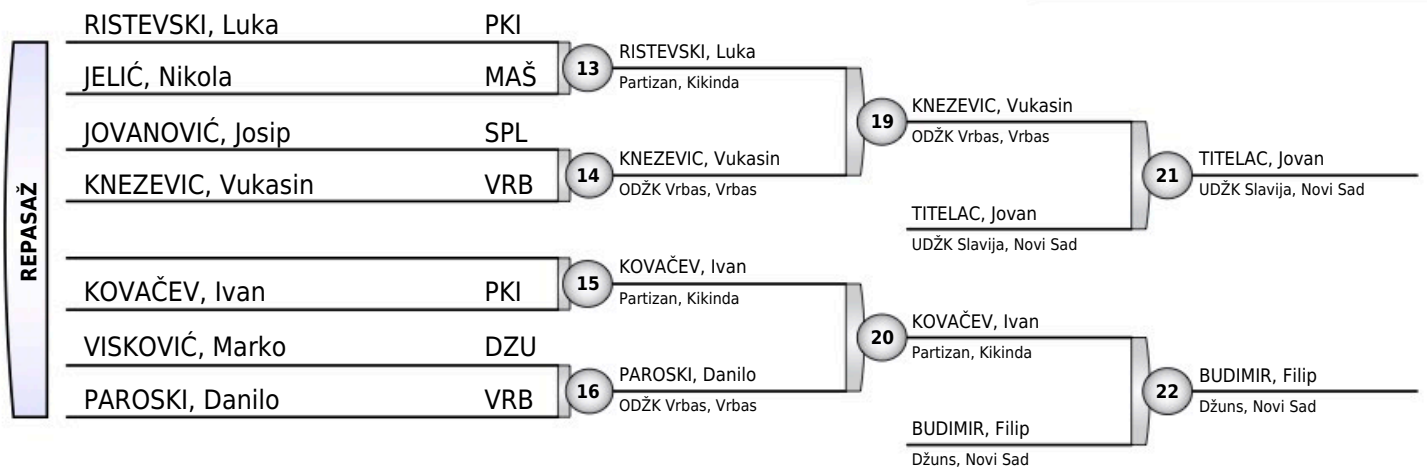 REPASAŽ
RISTEVSKI, Luka PKI
JELIĆ, Nikola MAŠ
JOVANOVIĆ, Josip SPL
KNEZEVIC, Vukasin VRB
KOVAČEV, Ivan PKI
VISKOVIĆ, Marko DZU
PAROSKI, Danilo VRB
13
RISTEVSKI, Luka
Partizan, Kikinda
14
KNEZEVIC, Vukasin
ODŽK Vrbas, Vrbas
15
KOVAČEV, Ivan
Partizan, Kikinda
16
PAROSKI, Danilo
ODŽK Vrbas, Vrbas
19
KNEZEVIC, Vukasin
ODŽK Vrbas, Vrbas
TITELAC, Jovan
UDŽK Slavija, Novi Sad
20
KOVAČEV, Ivan
Partizan, Kikinda
BUDIMIR, Filip
Džuns, Novi Sad
21
TITELAC, Jovan
UDŽK Slavija, Novi Sad
22
BUDIMIR, Filip
Džuns, Novi Sad